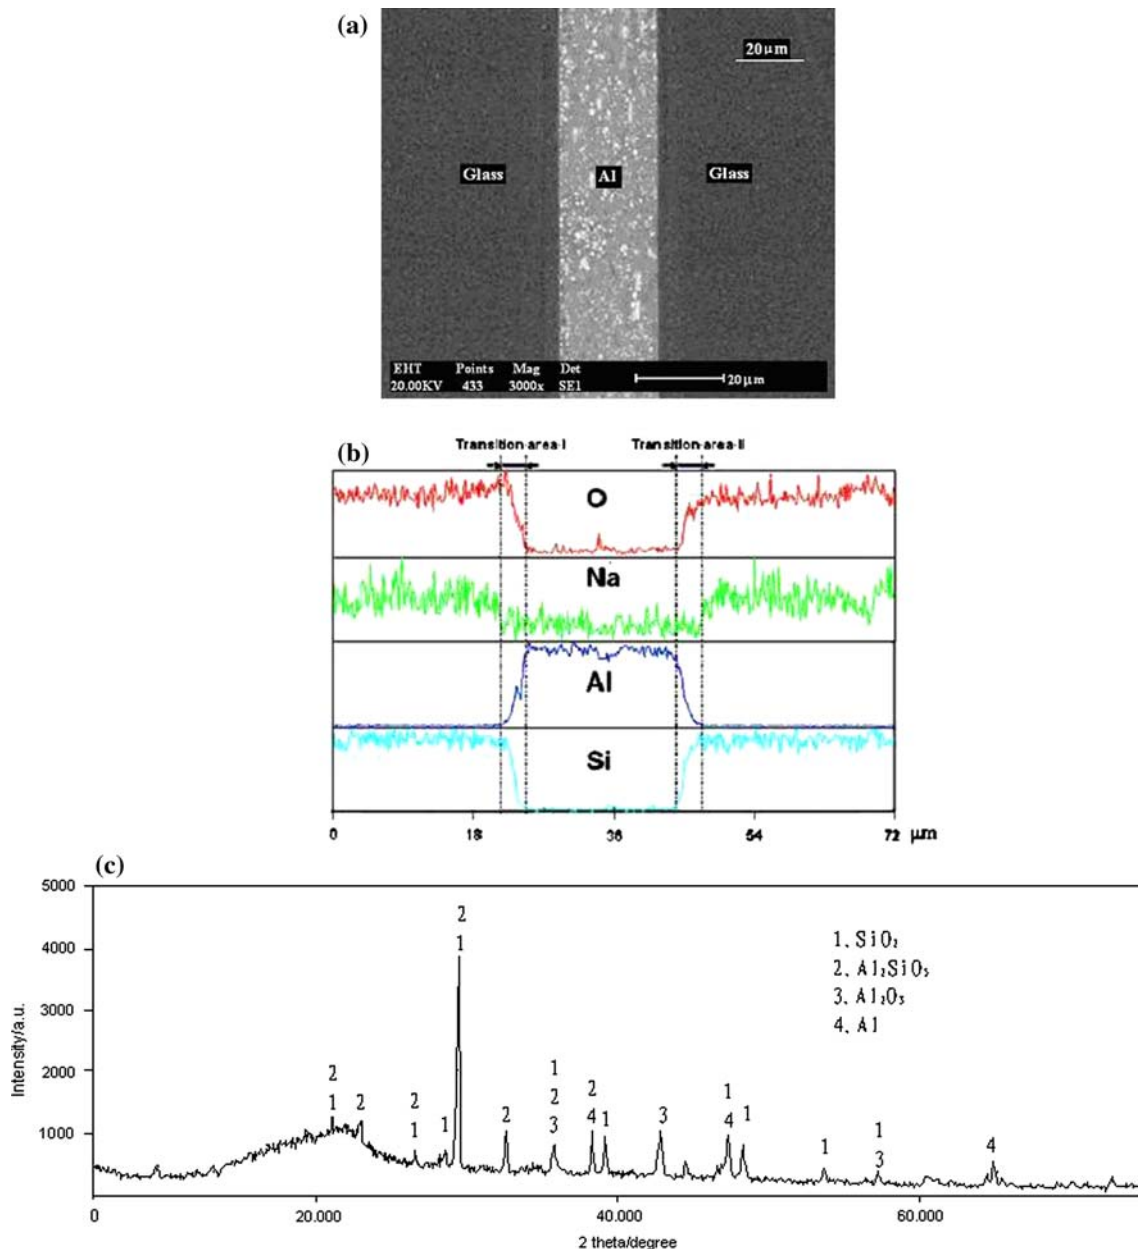 (a)
20μm
Glass Al Glass
EHT Points Mag Det
20.00KV 433 3000x SE1 20μm
(b)
Transition-area-I Transition-area-II
O
Na
Al
Si
0 18 36 54 72 μm
(c)
5000
4000
3000
2000
1000
Intensity/a.u.
2
1
2
2
1
1
2
1
2
1
2
3
2
4
1
3
1
4
1
1
1
3
4
1. SiO₂
2. Al₂SiO₅
3. Al₂O₃
4. Al
0 20.000 40.000 60.000
2 theta/degree